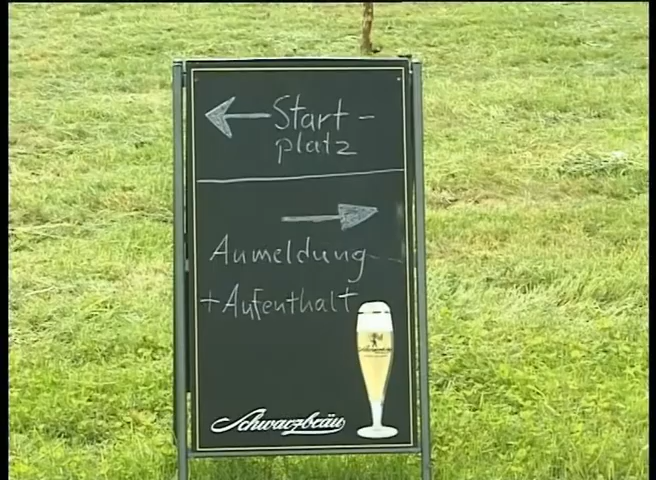 Start-
platz
Anmeldung
+Aufenthalt
Schwarzbräu